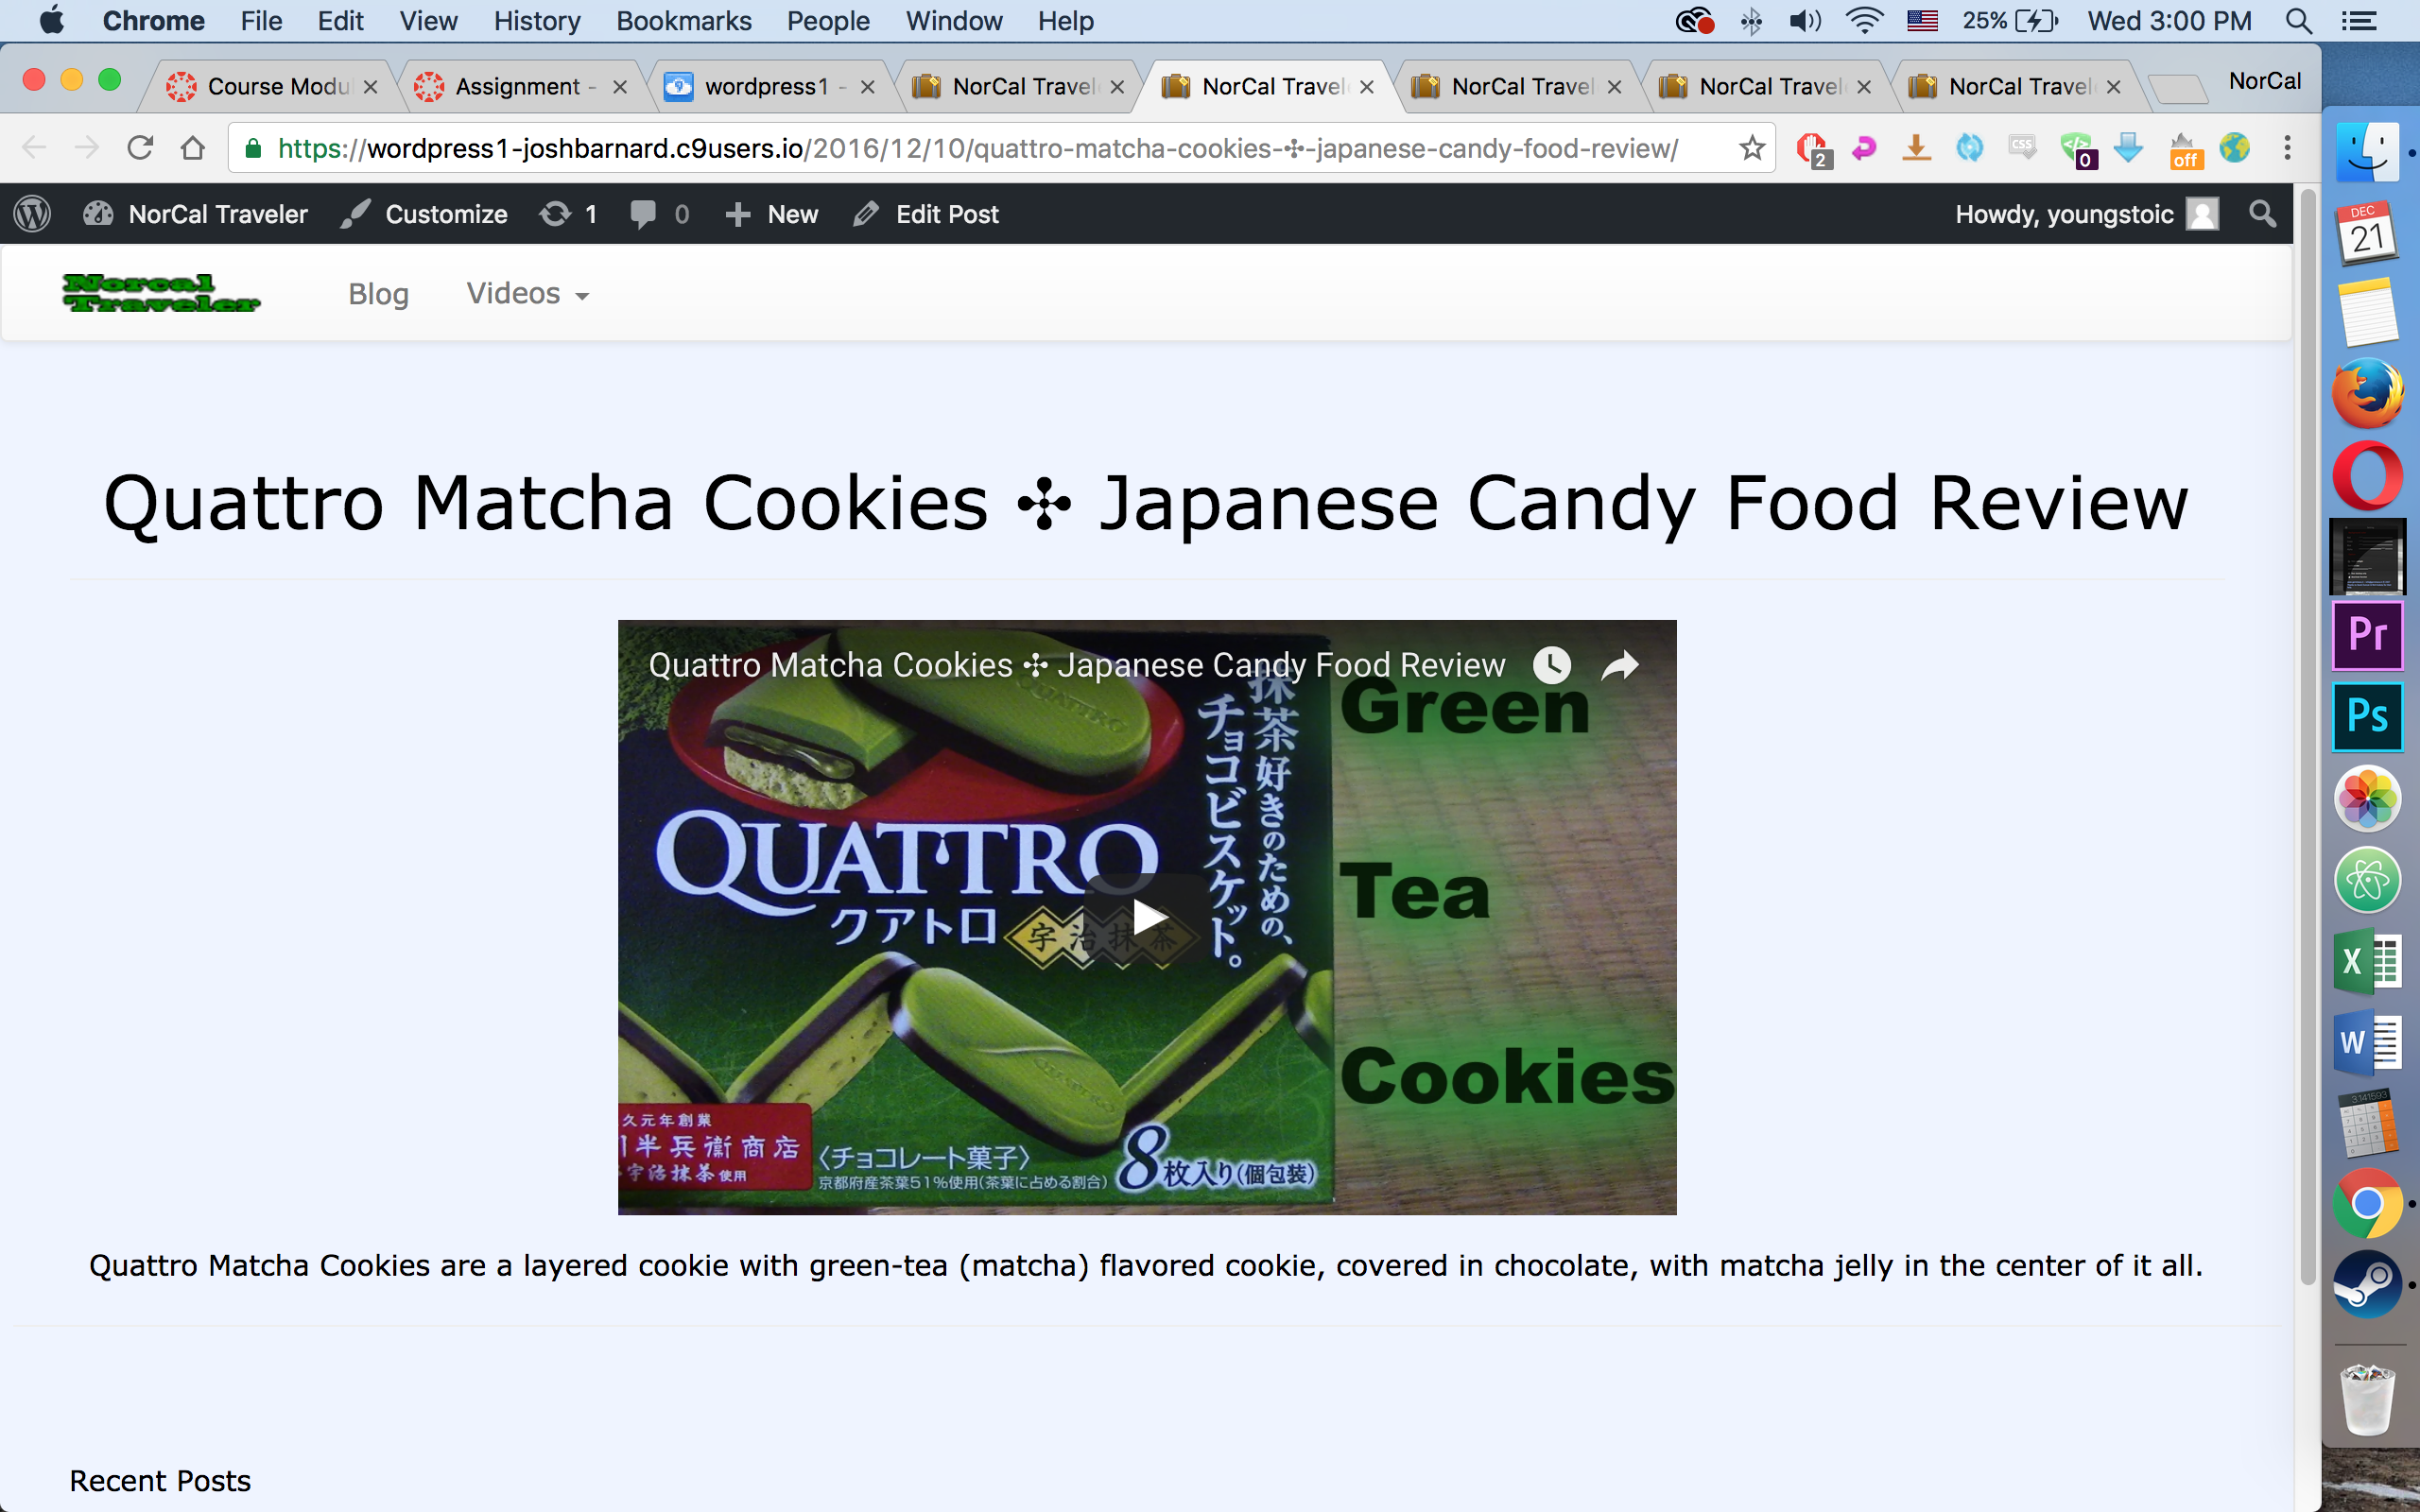 Chrome File Edit View History Bookmarks People Window Help 25% Wed 3:00 PM
Course Modul Assignment - wordpress1 - NorCal Travel NorCal Travel NorCal Travel NorCal Travel NorCal Travel NorCal
https://wordpress1-joshbarnard.c9users.io/2016/12/10/quattro-matcha-cookies-✣-japanese-candy-food-review/ 2 CSS 0 off
NorCal Traveler Customize 1 0 New Edit Post Howdy, youngstoic
Norcal
Traveler
Blog Videos
Quattro Matcha Cookies ✣ Japanese Candy Food Review
Quattro Matcha Cookies ✣ Japanese Candy Food Review
抹茶好きのための、
チョコビスケット。
QUATTRO
クアトロ
宇治抹茶
Green
Tea
Cookies
久元年創業
半兵衛商店
宇治抹茶使用
〈チョコレート菓子〉
京都府産茶葉51%使用(茶葉に占める割合)
8枚入り(個包装)
Quattro Matcha Cookies are a layered cookie with green-tea (matcha) flavored cookie, covered in chocolate, with matcha jelly in the center of it all.
Recent Posts
DEC
21
Pr
Ps
X
W
3.141593